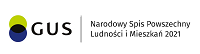 GUS
Narodowy Spis Powszechny
Ludności i Mieszkań 2021